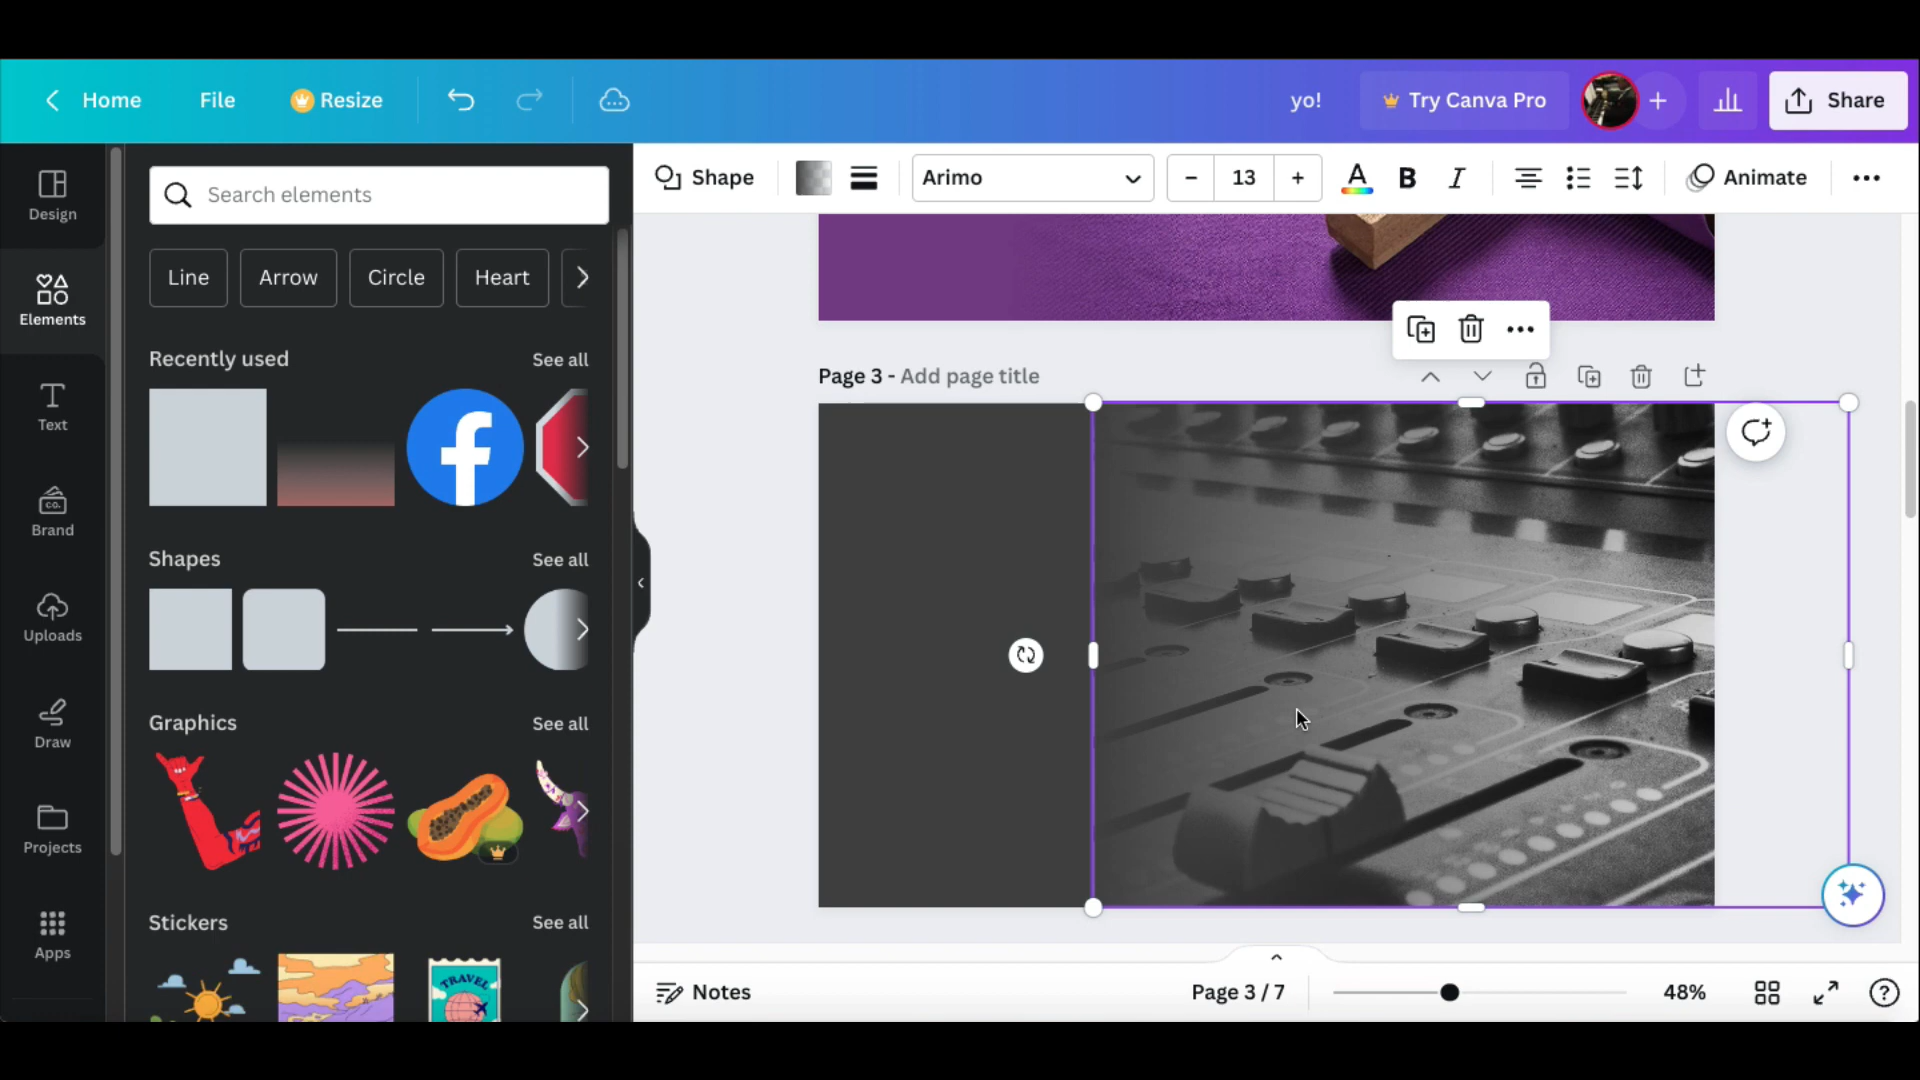 Home File Resize yo! Try Canva Pro Share
Design
Elements
Text
Brand
CO.
Uploads
Draw
Projects
Apps
Search elements
Line Arrow Circle Heart
Recently used See all
Shapes See all
Graphics See all
Stickers See all
TRAVEL
Shape Arimo - 13 + A B I Animate
Page 3 - Add page title
Notes Page 3 / 7 48%